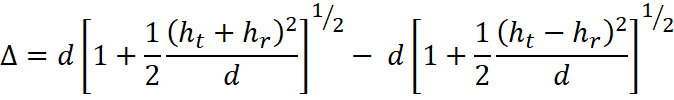 Δ = d [1 + 1/2 (h_t + h_r)²/d]^{1/2} − d [1 + 1/2 (h_t − h_r)²/d]^{1/2}